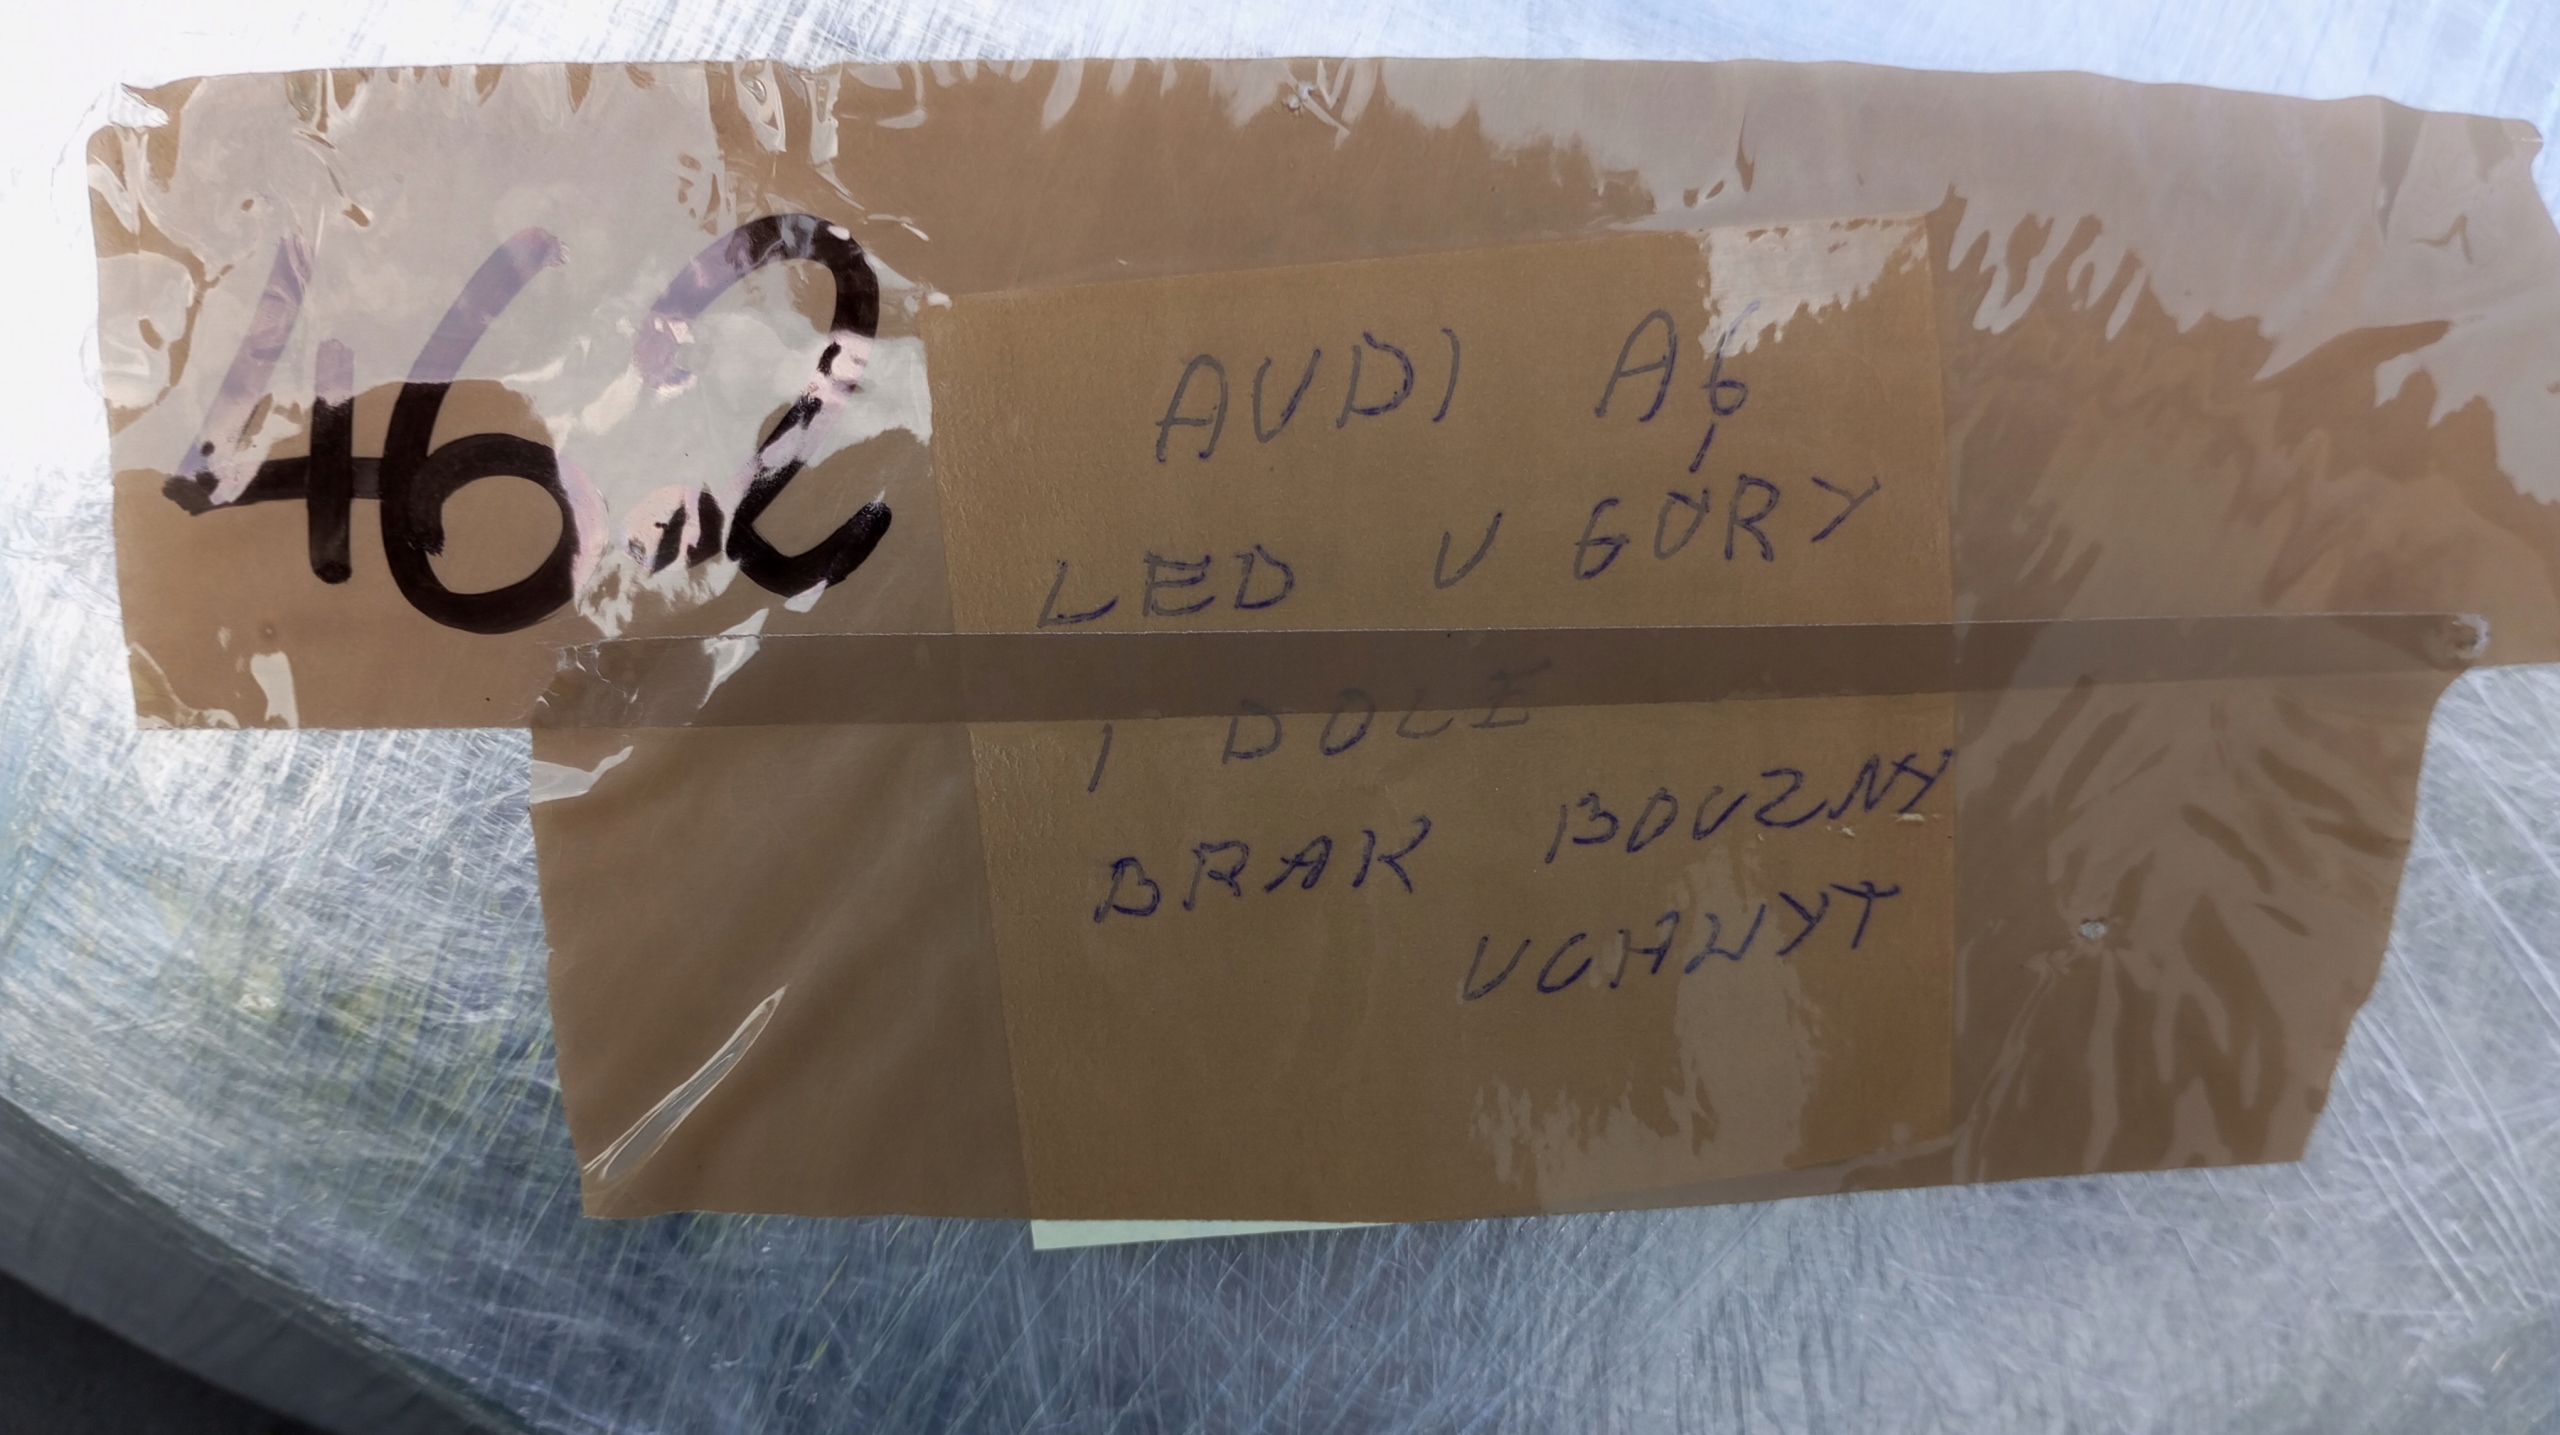 462
AUDI A6
LED U GÓRY
I DOLE
BRAK BOCZNY
UCHWYT